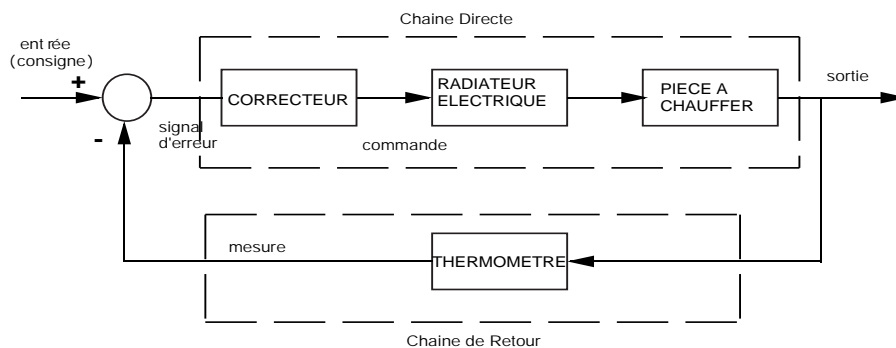 Chaine Directe
ent rée
(consigne)
+
-
signal
d'erreur
CORRECTEUR
commande
RADIATEUR
ELECTRIQUE
PIECE A
CHAUFFER
sortie
mesure
THERMOMETRE
Chaine de Retour